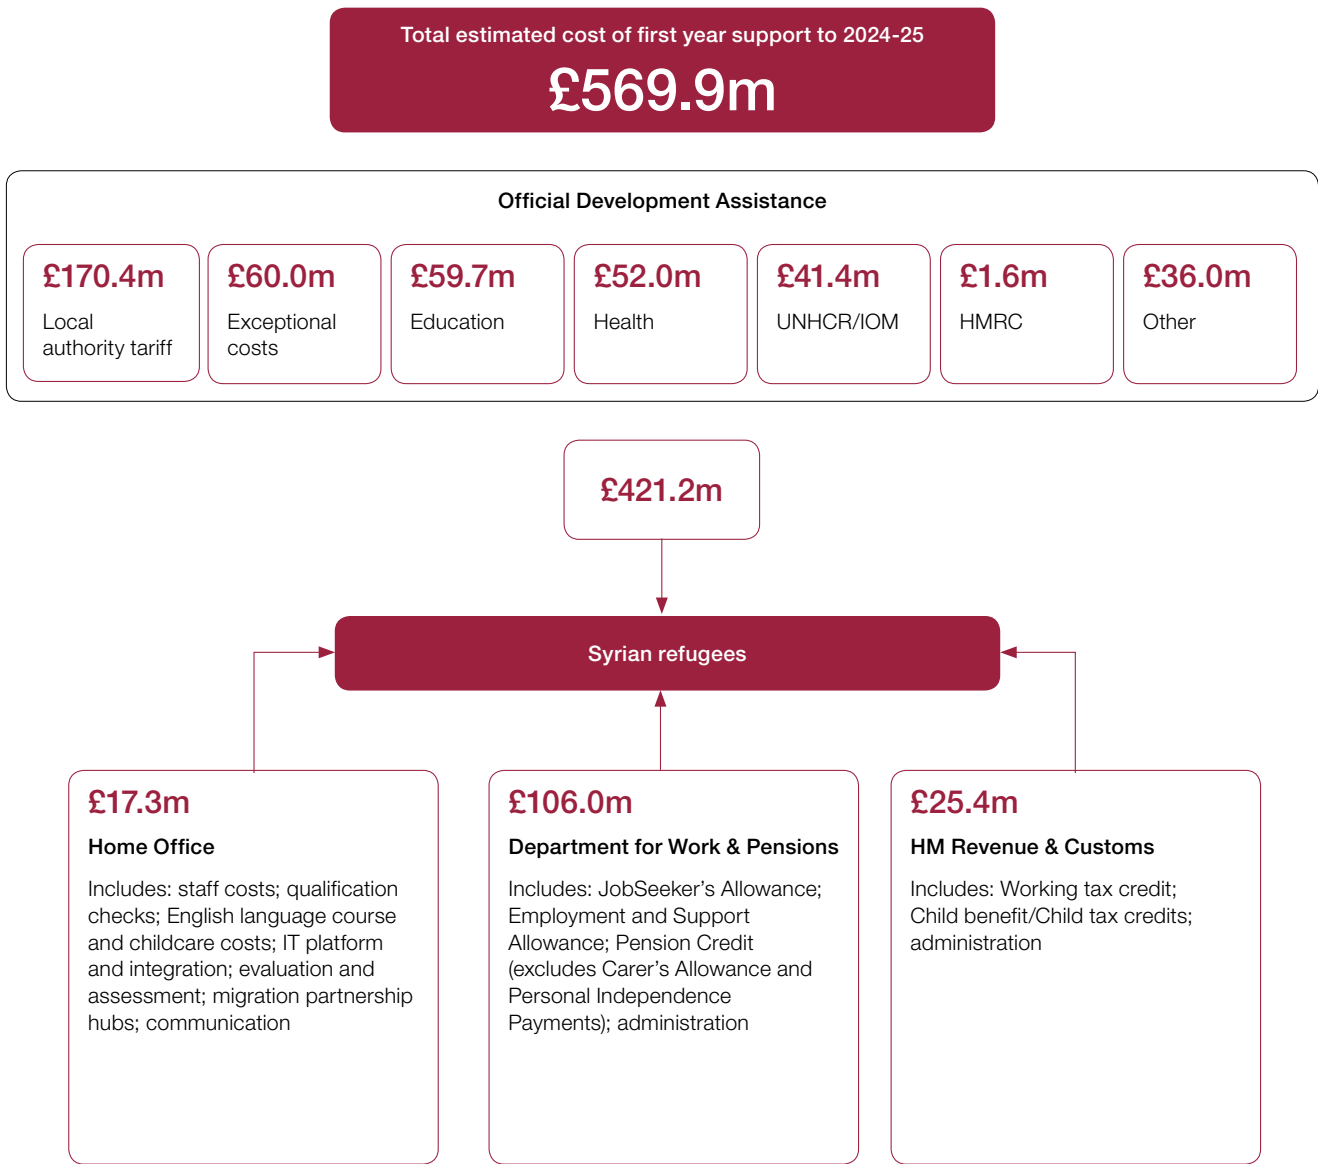 Total estimated cost of first year support to 2024-25
£569.9m
Official Development Assistance
£170.4m
Local
authority tariff
£60.0m
Exceptional
costs
£59.7m
Education
£52.0m
Health
£41.4m
UNHCR/IOM
£1.6m
HMRC
£36.0m
Other
£421.2m
Syrian refugees
£17.3m
Home Office
Includes: staff costs; qualification
checks; English language course
and childcare costs; IT platform
and integration; evaluation and
assessment; migration partnership
hubs; communication
£106.0m
Department for Work & Pensions
Includes: JobSeeker's Allowance;
Employment and Support
Allowance; Pension Credit
(excludes Carer's Allowance and
Personal Independence
Payments); administration
£25.4m
HM Revenue & Customs
Includes: Working tax credit;
Child benefit/Child tax credits;
administration